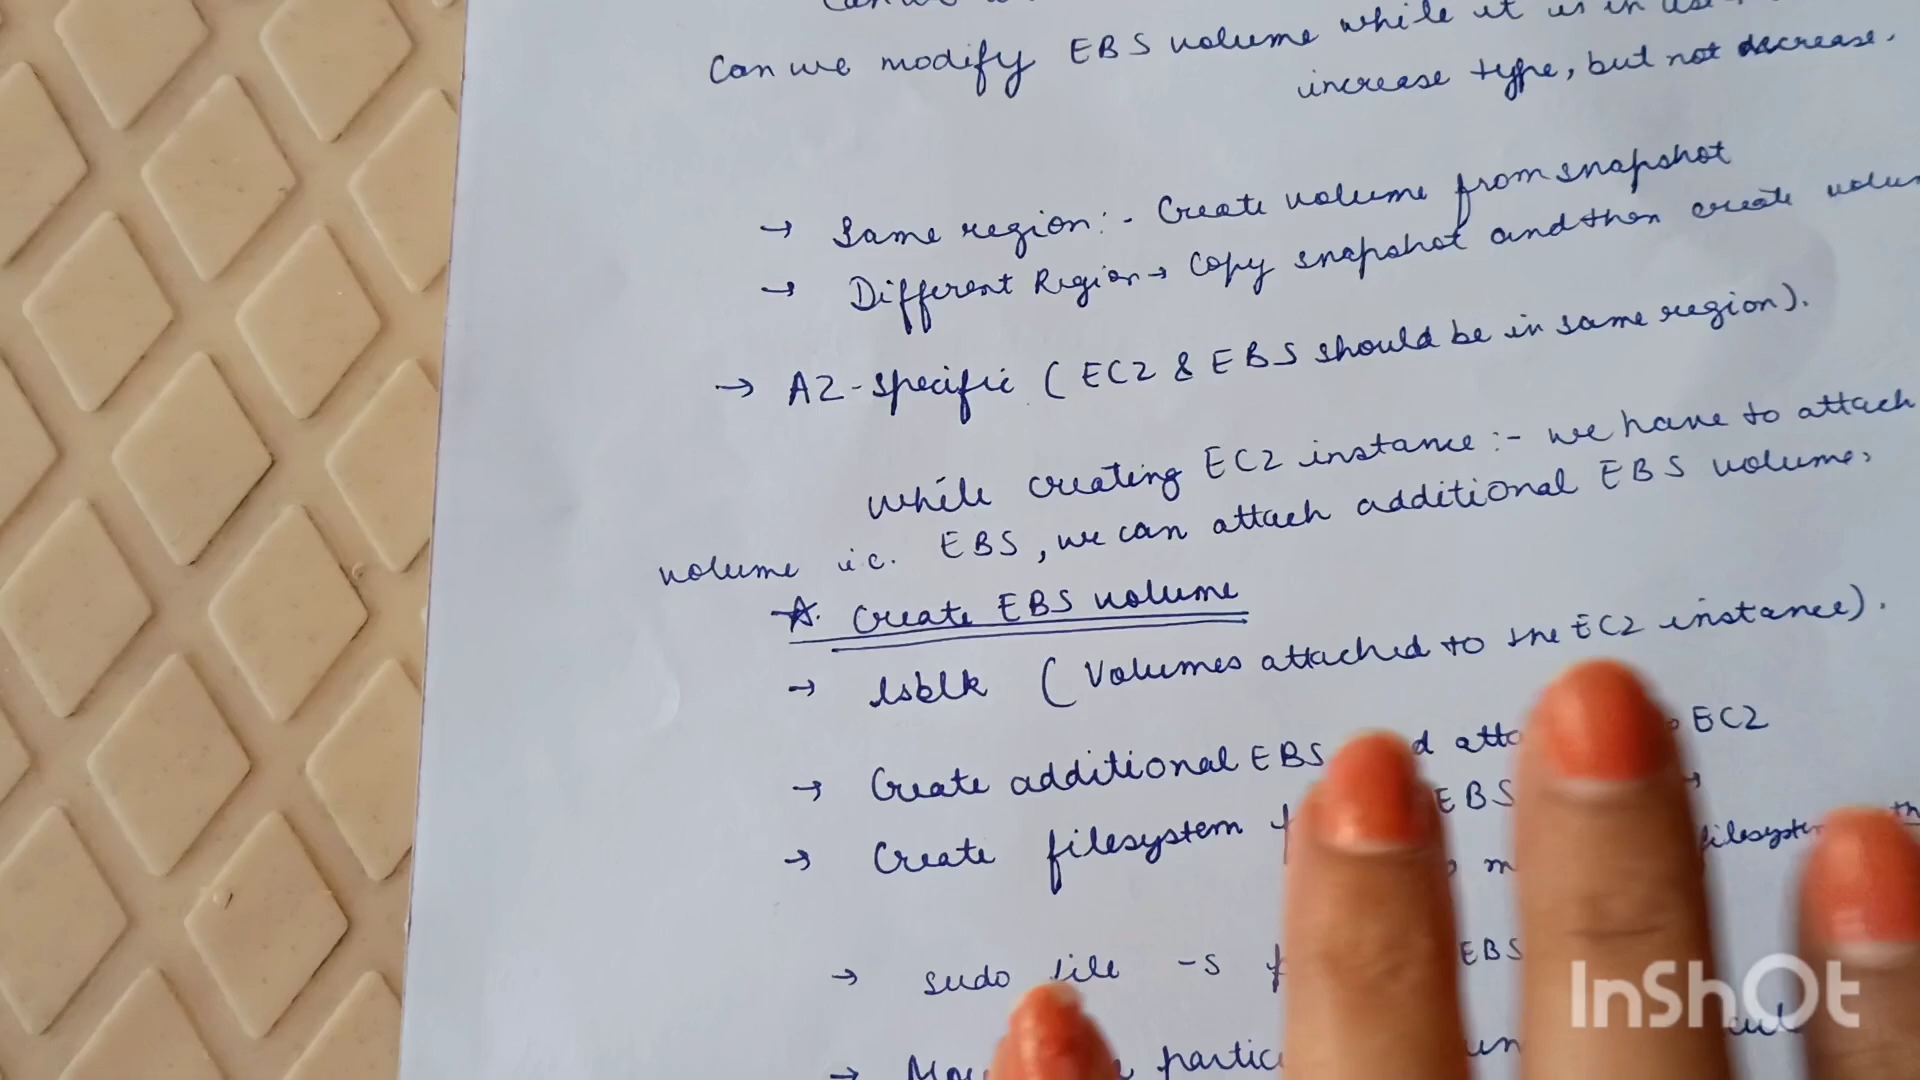 Can we modify EBS volume while it is in use
increase type, but not decrease.
→ Same region :- Create volume from snapshot
→ Different Region → Copy snapshot and then create
→ AZ-specific ( EC2 & EBS should be in same region).
while creating EC2 instance :- we have to attach
volume i.e. EBS, we can attach additional EBS volume.
Create EBS volume
→ lsblk ( Volumes attached to the EC2 instance).
→ Create additional EBS EC2
→ Create filesystem EBS
→ sudo file -s EBS
InShOt